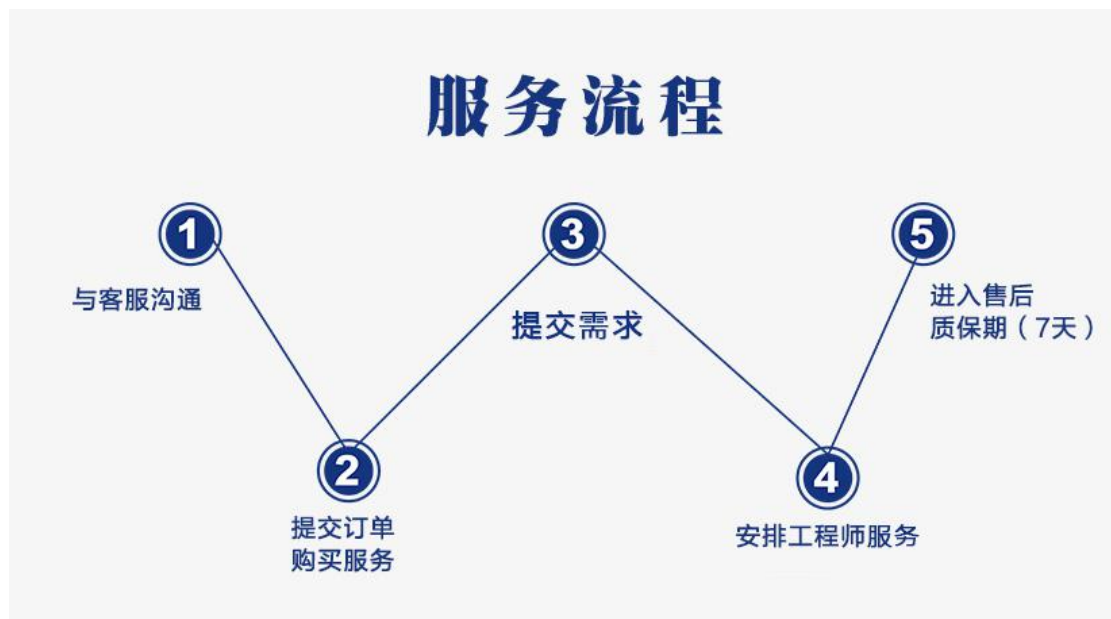 服务流程
1
与客服沟通
2
提交订单
购买服务
3
提交需求
4
安排工程师服务
5
进入售后
质保期（7天）